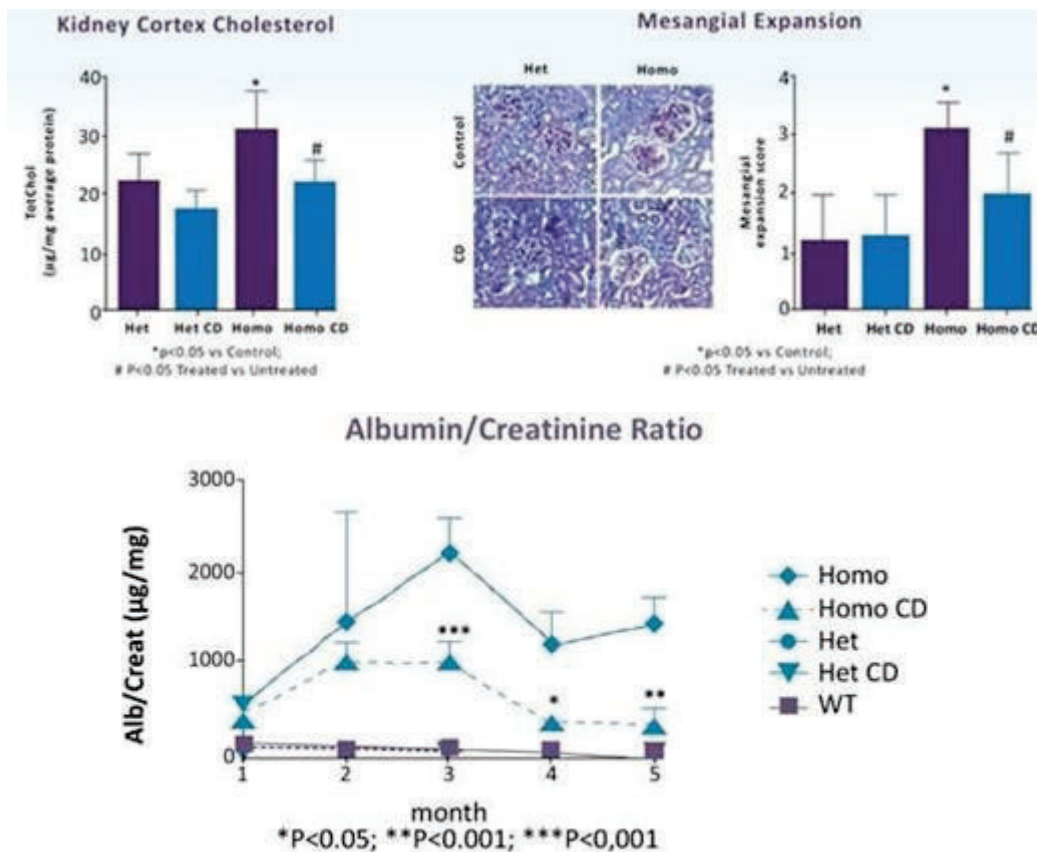 Kidney Cortex Cholesterol
TotChol
(µg/mg average protein)
40
30
20
10
0
*
#
Het
Het CD
Homo
Homo CD
*p<0.05 vs Control;
# P<0.05 Treated vs Untreated
Mesangial Expansion
Het
Homo
Control
CD
Mesangial
expansion score
4
3
2
1
0
*
#
Het
Het CD
Homo
Homo CD
*p<0.05 vs Control;
# P<0.05 Treated vs Untreated
Albumin/Creatinine Ratio
Alb/Creat (µg/mg)
3000
2000
1000
0
***
*
**
1 2 3 4 5
month
*P<0.05; **P<0.001; ***P<0,001
Homo
Homo CD
Het
Het CD
WT